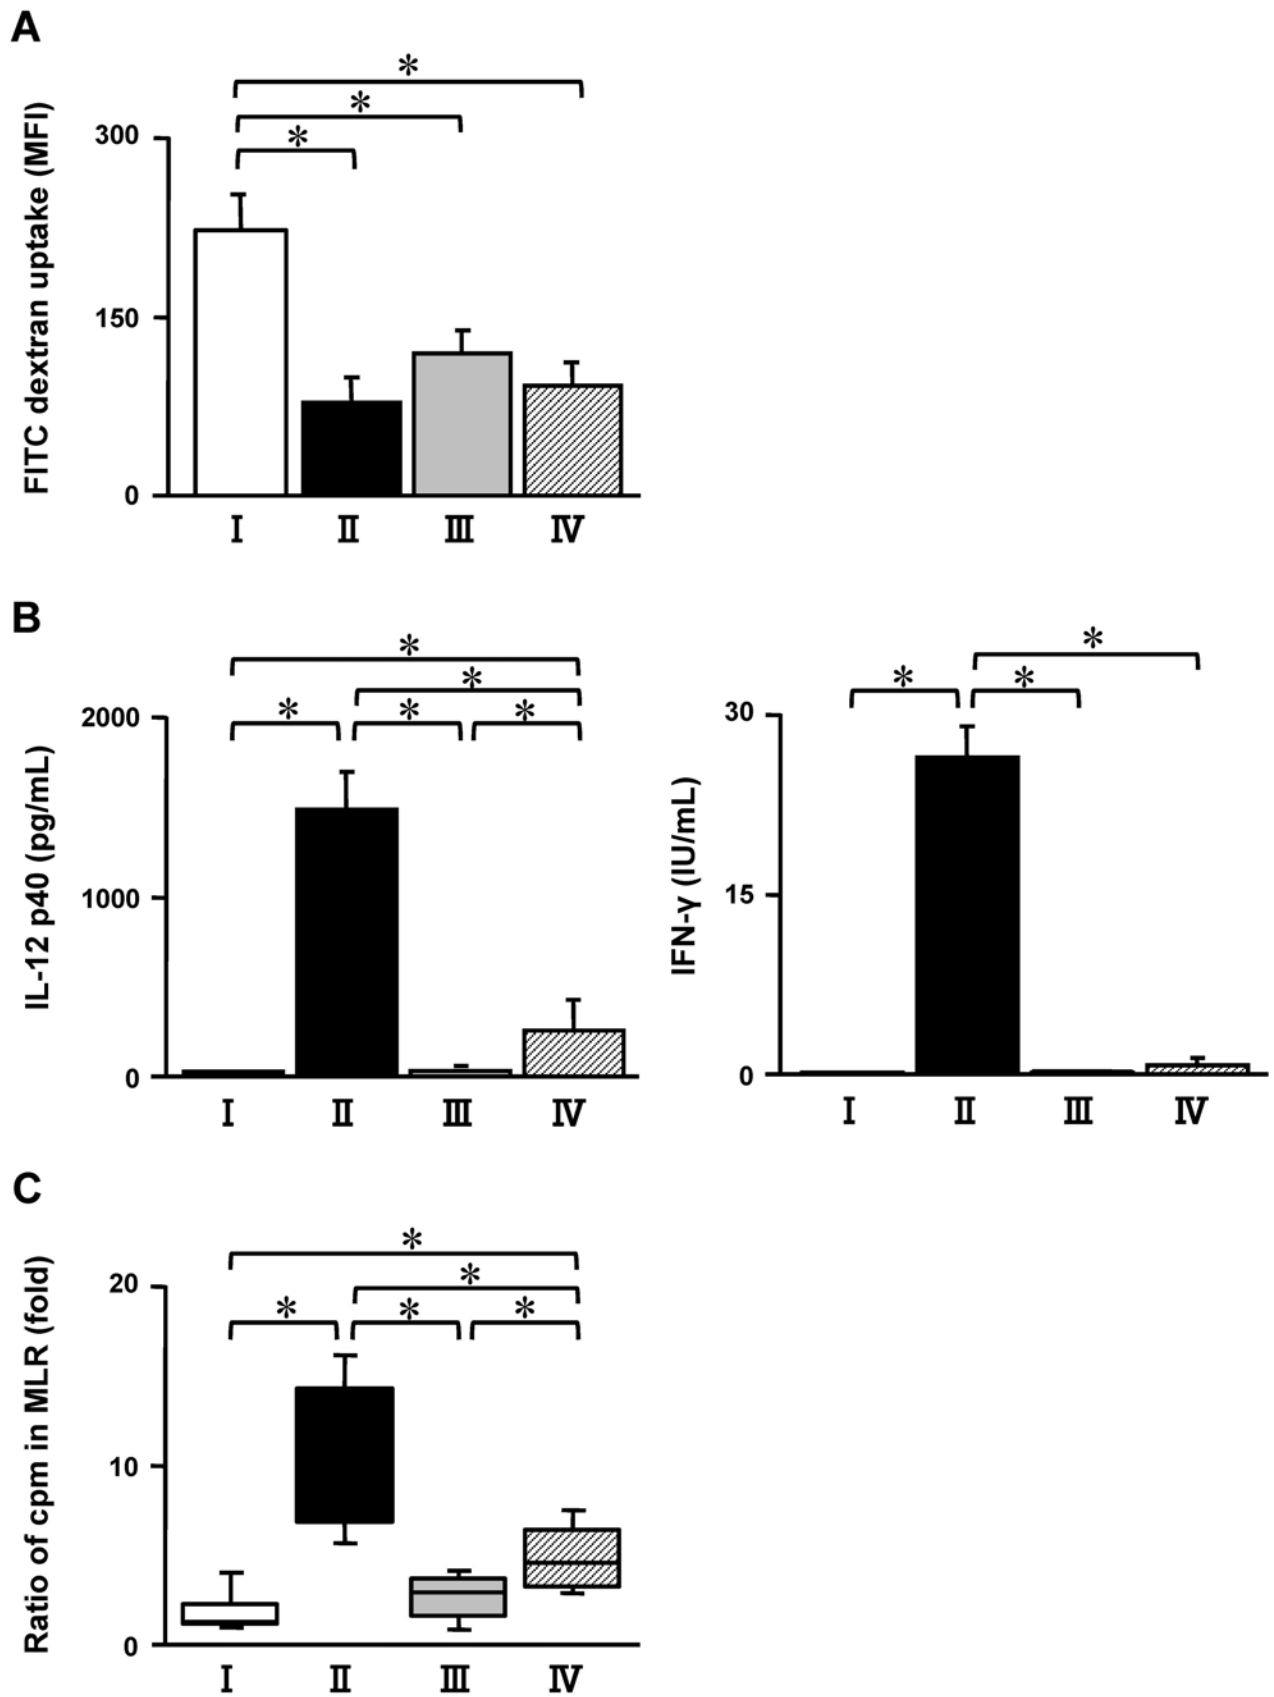 A
* 
*
*
FITC dextran uptake (MFI)
300
150
0
I II III IV
B
*
*
* * *
IL-12 p40 (pg/mL)
2000
1000
0
I II III IV
*
* *
IFN-γ (IU/mL)
30
15
0
I II III IV
C
*
*
* * *
Ratio of cpm in MLR (fold)
20
10
0
I II III IV